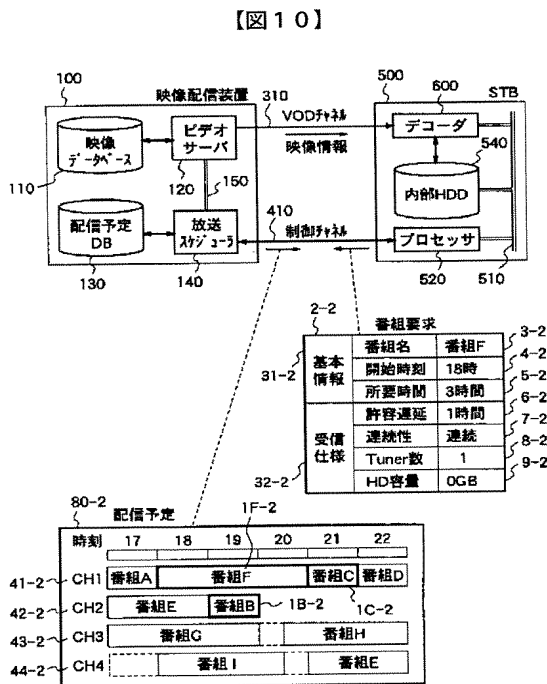 【図10】
100
映像配信装置
310
500
600
STB
VODチャネル
映像情報
映像
データベース
ビデオ
サーバ
デコーダ
540
110
120
150
内部HDD
配信予定
DB
放送
スケジューラ
410
制御チャネル
プロセッサ
130
140
520
510
2-2
番組要求
31-2
基本
情報
番組名
番組F
3-2
開始時刻
18時
4-2
所要時間
3時間
5-2
32-2
受信
仕様
許容遅延
1時間
6-2
連続性
連続
7-2
Tuner数
1
8-2
HD容量
0GB
9-2
80-2
配信予定
1F-2
時刻
17
18
19
20
21
22
41-2
CH1
番組A
番組F
番組C
番組D
42-2
CH2
番組E
番組B
1B-2
1C-2
43-2
CH3
番組G
番組H
44-2
CH4
番組I
番組E